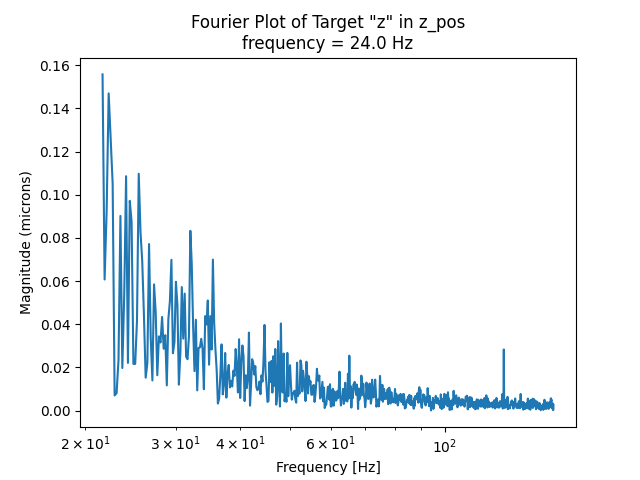 Fourier Plot of Target "z" in z_pos
frequency = 24.0 Hz
0.16
0.14
0.12
0.10
0.08
0.06
0.04
0.02
0.00
Magnitude (microns)
2 × 10¹ 3 × 10¹ 4 × 10¹ 6 × 10¹ 10²
Frequency [Hz]